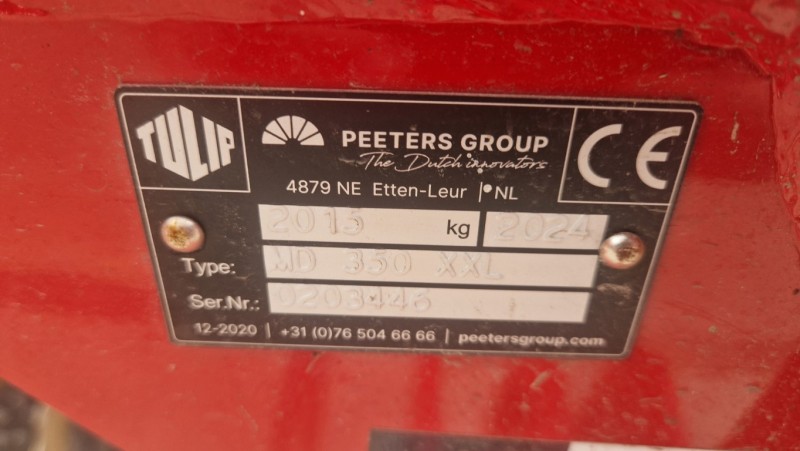 TULIP
PEETERS GROUP
The Dutch innovators
CE
4879 NE Etten-Leur | NL
2015 kg 2024
Type: MD 350 XXL
Ser.Nr.: 0203446
12-2020 | +31 (0)76 504 66 66 | peetersgroup.com